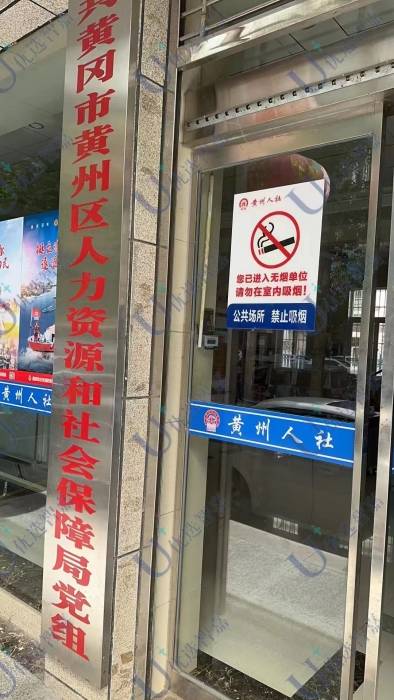 共黄冈市黄州区人力资源和社会保障局党组
黄州人社
您已进入无烟单位
请勿在室内吸烟！
公共场所 禁止吸烟
黄州人社
黄州人社